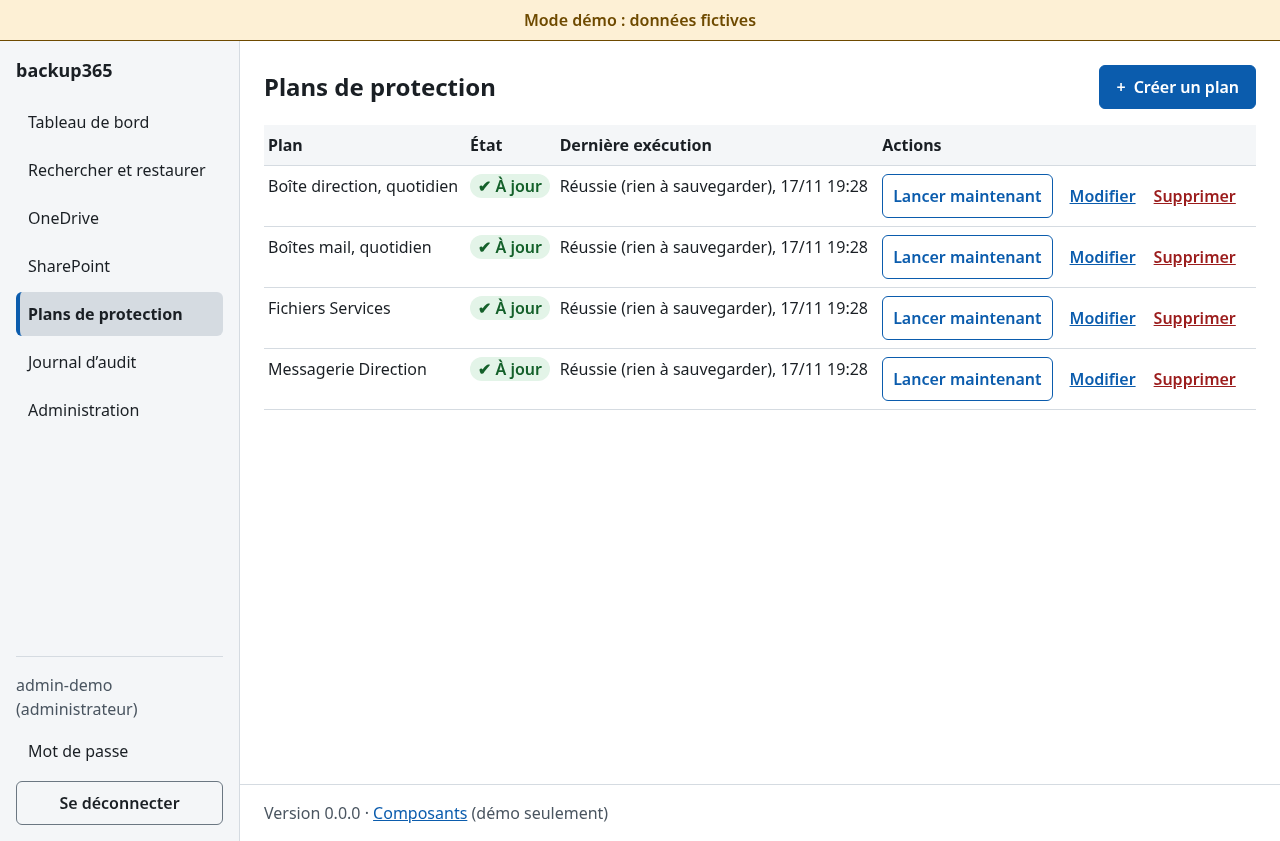 Mode démo : données fictives
backup365
Tableau de bord
Rechercher et restaurer
OneDrive
SharePoint
Plans de protection
Journal d’audit
Administration
admin-demo
(administrateur)
Mot de passe
Se déconnecter
Plans de protection
+ Créer un plan
Plan État Dernière exécution Actions
Boîte direction, quotidien ✔ À jour Réussie (rien à sauvegarder), 17/11 19:28 Lancer maintenant Modifier Supprimer
Boîtes mail, quotidien ✔ À jour Réussie (rien à sauvegarder), 17/11 19:28 Lancer maintenant Modifier Supprimer
Fichiers Services ✔ À jour Réussie (rien à sauvegarder), 17/11 19:28 Lancer maintenant Modifier Supprimer
Messagerie Direction ✔ À jour Réussie (rien à sauvegarder), 17/11 19:28 Lancer maintenant Modifier Supprimer
Version 0.0.0 · Composants (démo seulement)